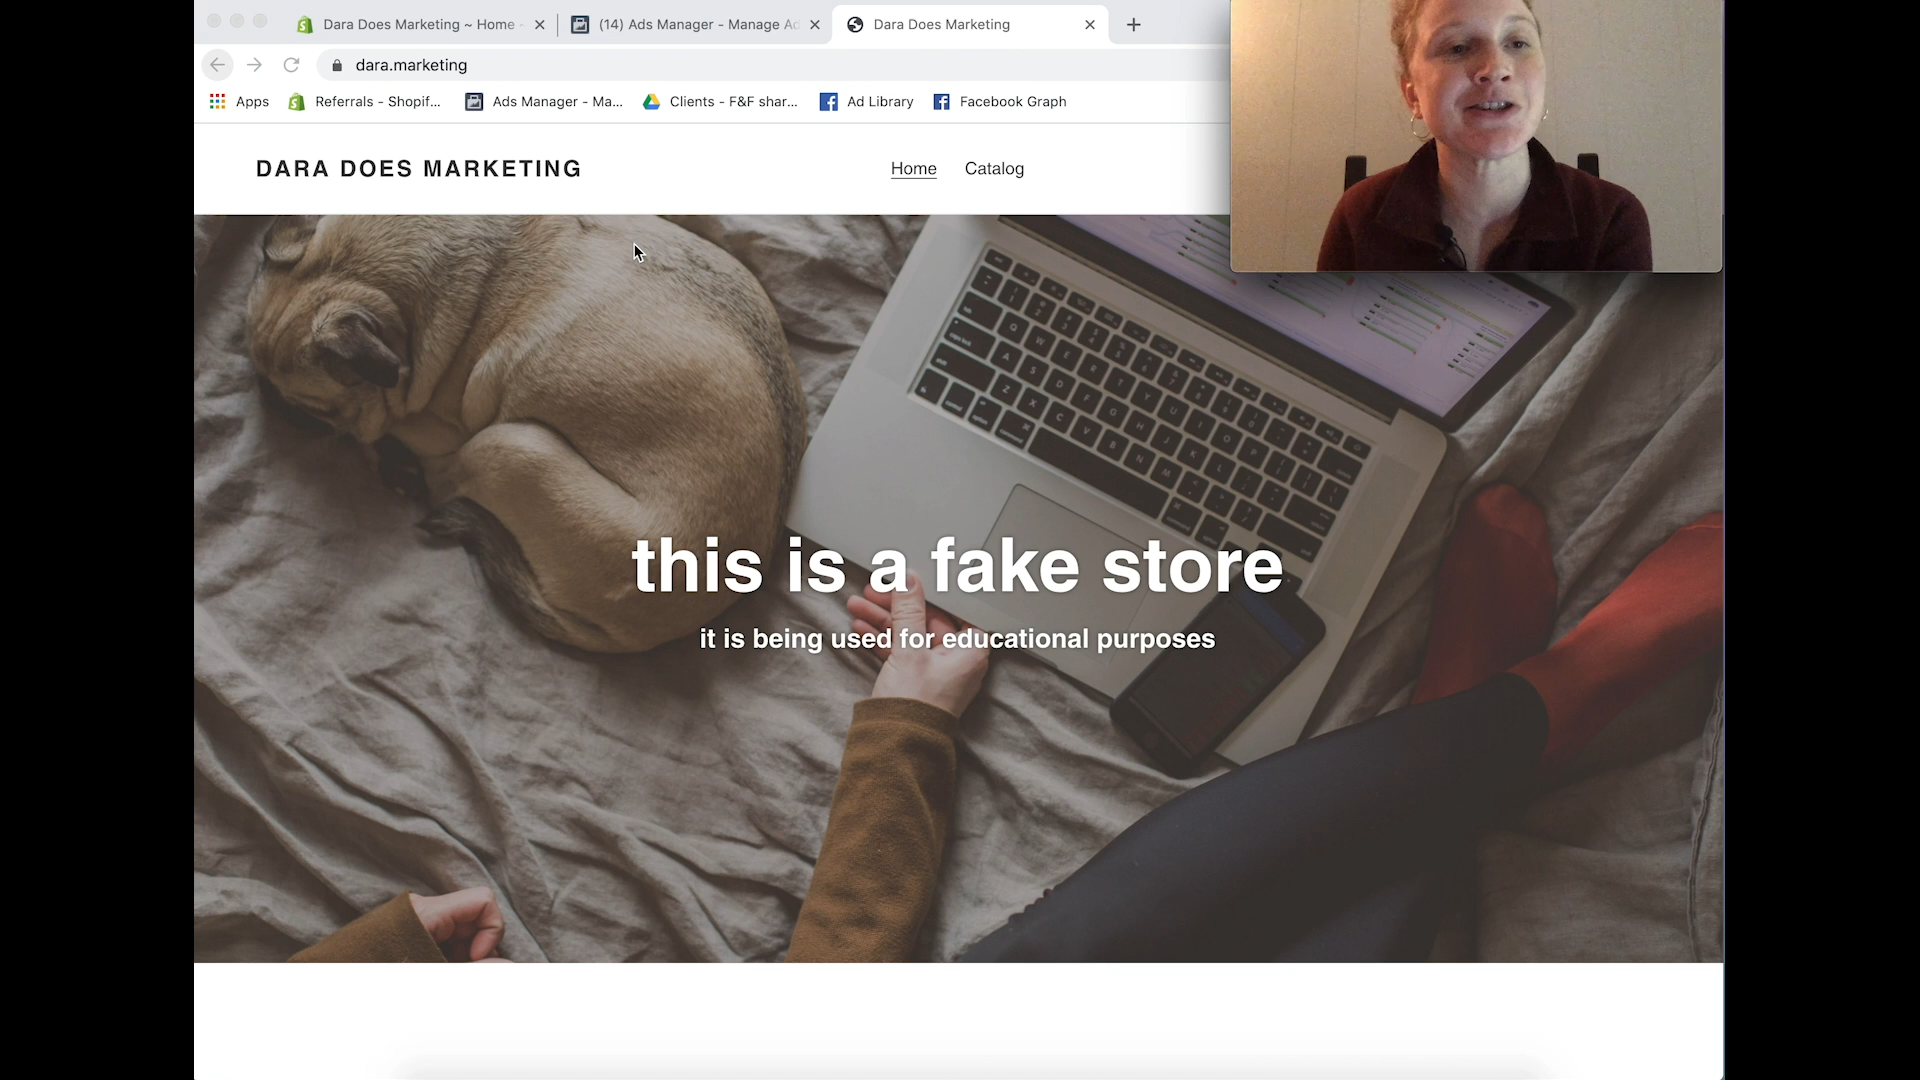 Dara Does Marketing ~ Home
(14) Ads Manager - Manage Ad
Dara Does Marketing
dara.marketing
Apps
Referrals - Shopif...
Ads Manager - Ma...
Clients - F&F shar...
Ad Library
Facebook Graph
DARA DOES MARKETING
Home
Catalog
this is a fake store
it is being used for educational purposes